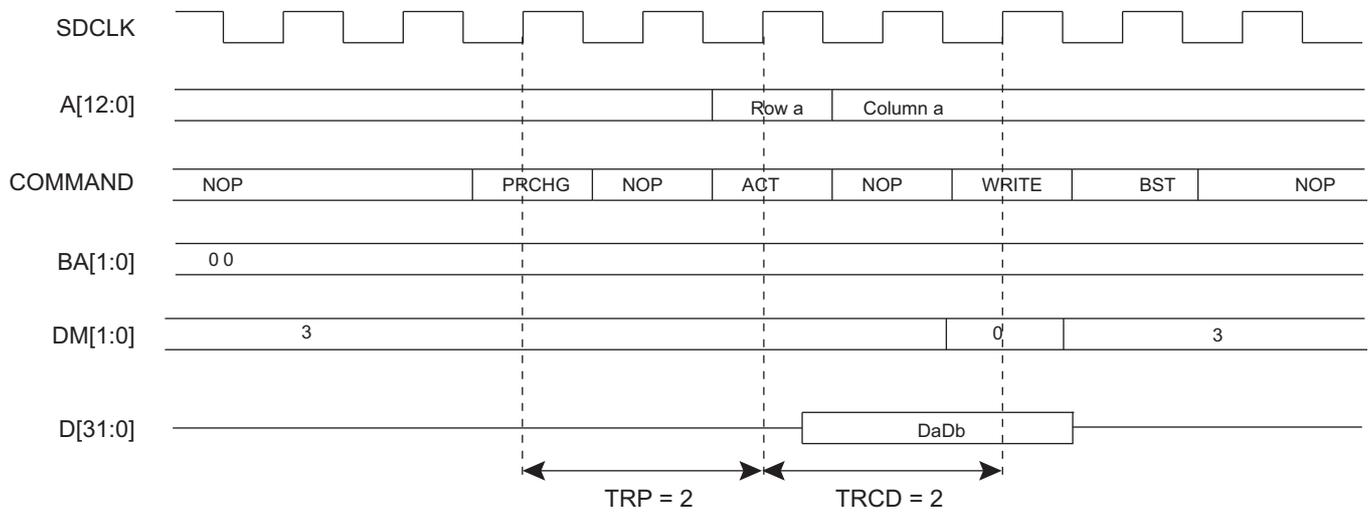 SDCLK
A[12:0] Row a Column a
COMMAND NOP PRCHG NOP ACT NOP WRITE BST NOP
BA[1:0] 0 0
DM[1:0] 3 0 3
D[31:0] DaDb
TRP = 2 TRCD = 2